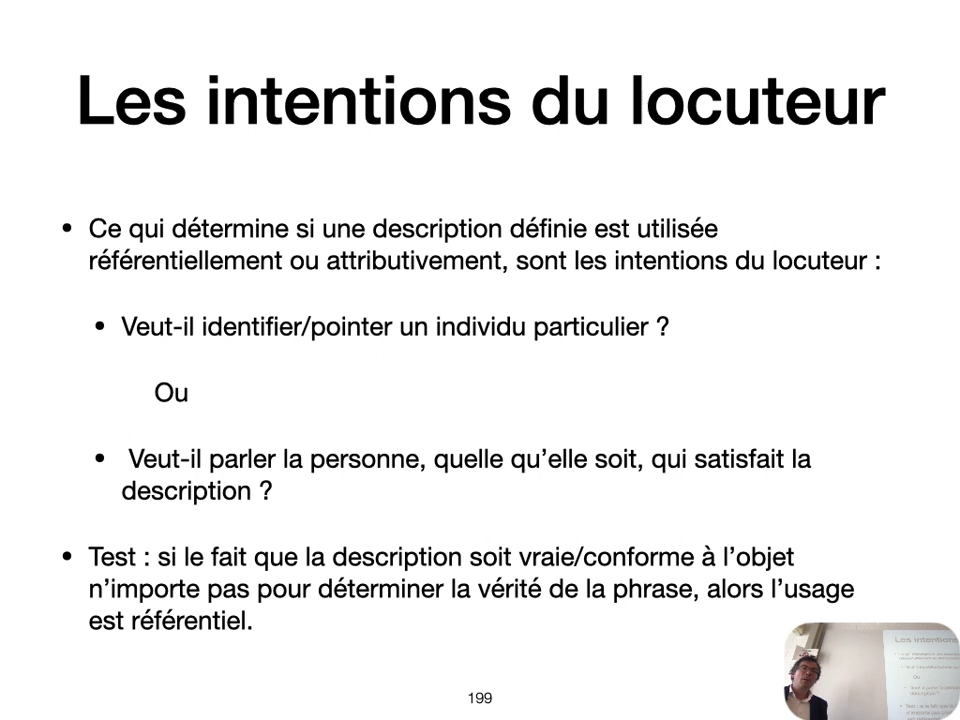 Les intentions du locuteur
• Ce qui détermine si une description définie est utilisée
référentiellement ou attributivement, sont les intentions du locuteur :
• Veut-il identifier/pointer un individu particulier ?
Ou
• Veut-il parler la personne, quelle qu’elle soit, qui satisfait la
description ?
• Test : si le fait que la description soit vraie/conforme à l’objet
n’importe pas pour déterminer la vérité de la phrase, alors l’usage
est référentiel.
199
Les intentions
Ou